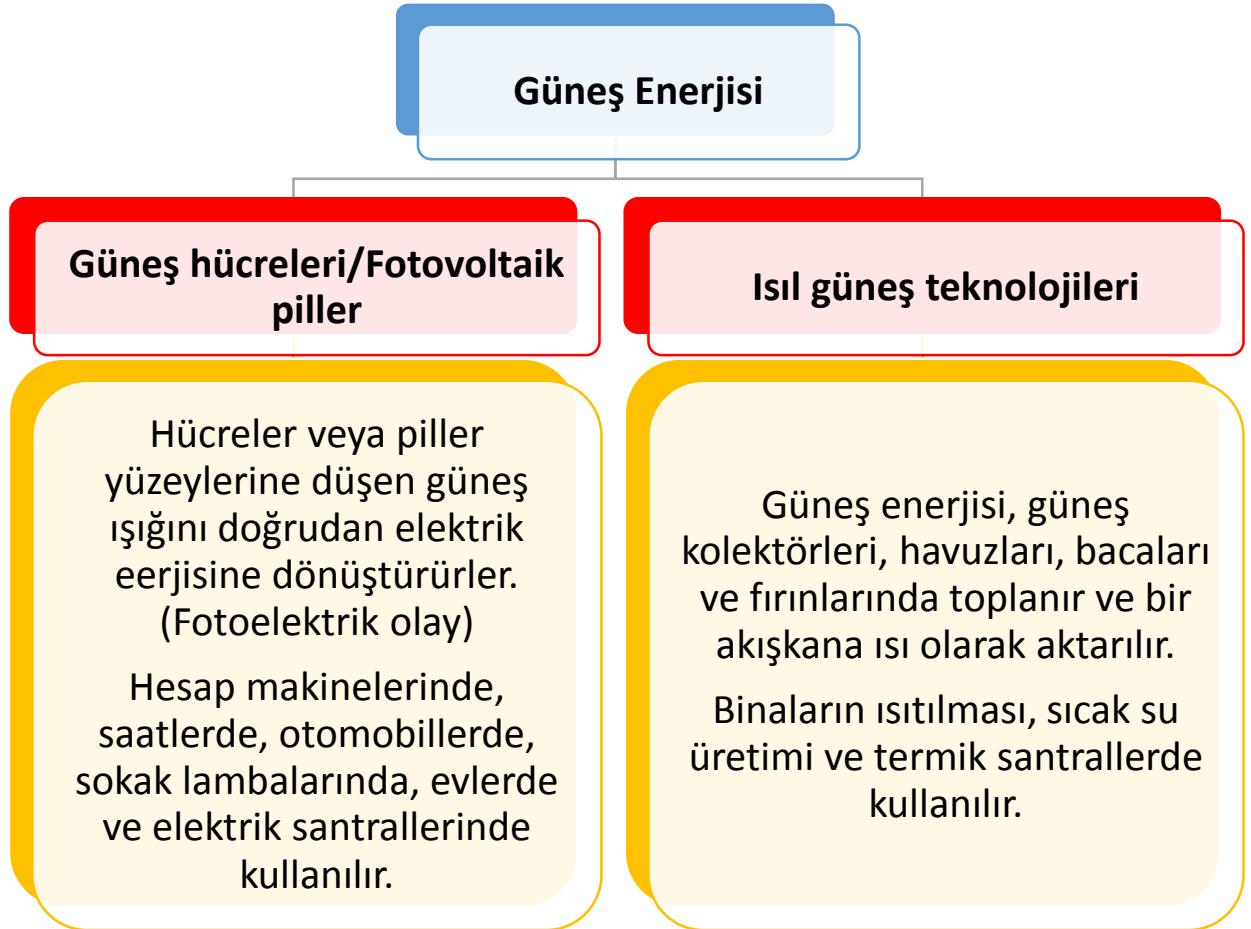 Güneş Enerjisi
Güneş hücreleri/Fotovoltaik
piller
Hücreler veya piller
yüzeylerine düşen güneş
ışığını doğrudan elektrik
eerjisine dönüştürürler.
(Fotoelektrik olay)
Hesap makinelerinde,
saatlerde, otomobillerde,
sokak lambalarında, evlerde
ve elektrik santrallerinde
kullanılır.
Isıl güneş teknolojileri
Güneş enerjisi, güneş
kolektörleri, havuzları, bacaları
ve fırınlarında toplanır ve bir
akışkana ısı olarak aktarılır.
Binaların ısıtılması, sıcak su
üretimi ve termik santrallerde
kullanılır.